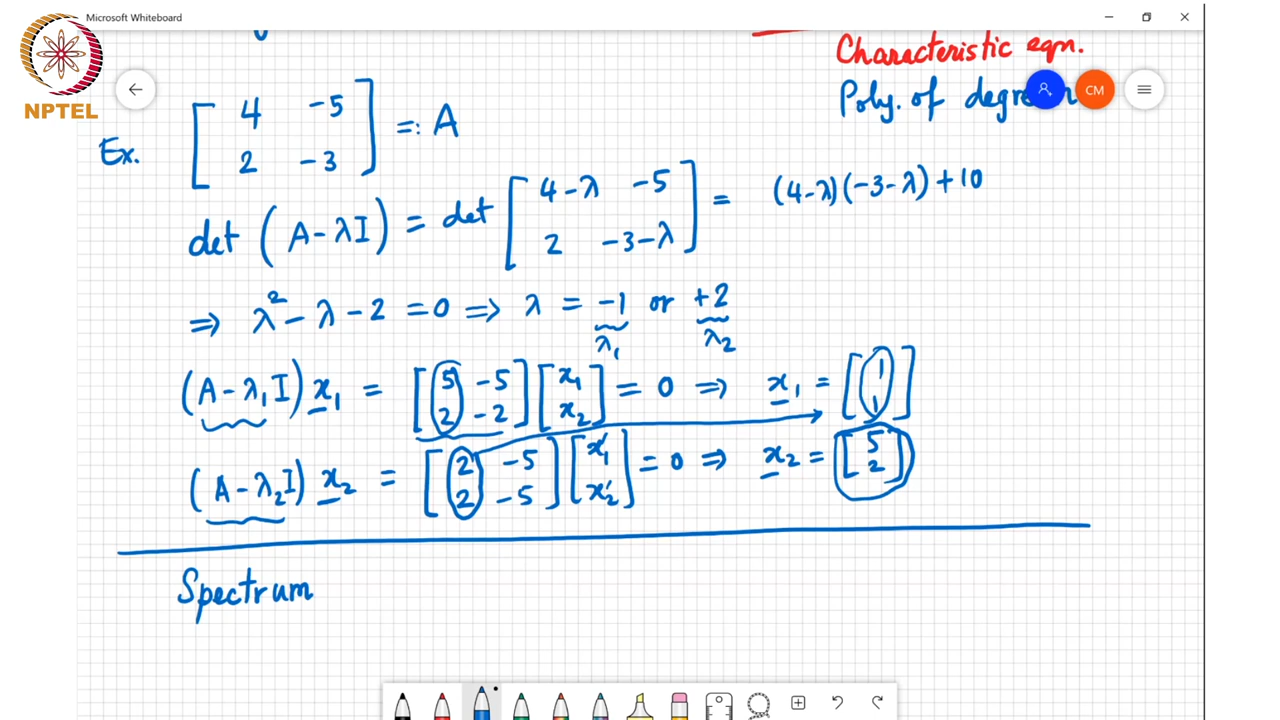 Microsoft Whiteboard
NPTEL
Characteristic eqn.
Poly. of degree n
CM
Ex. [ 4 -5 ; 2 -3 ] =: A
det (A-λI) = det [ 4-λ -5 ; 2 -3-λ ] = (4-λ)(-3-λ)+10
⇒ λ² - λ - 2 = 0 ⇒ λ = -1 or +2
λ₁ λ₂
(A-λ₁I) x₁ = [ 5 -5 ; 2 -2 ] [ x₁ ; x₂ ] = 0 ⇒ x₁ = [ 1 ; 1 ]
(A-λ₂I) x₂ = [ 2 -5 ; 2 -5 ] [ x₁' ; x₂' ] = 0 ⇒ x₂ = [ 5 ; 2 ]
Spectrum